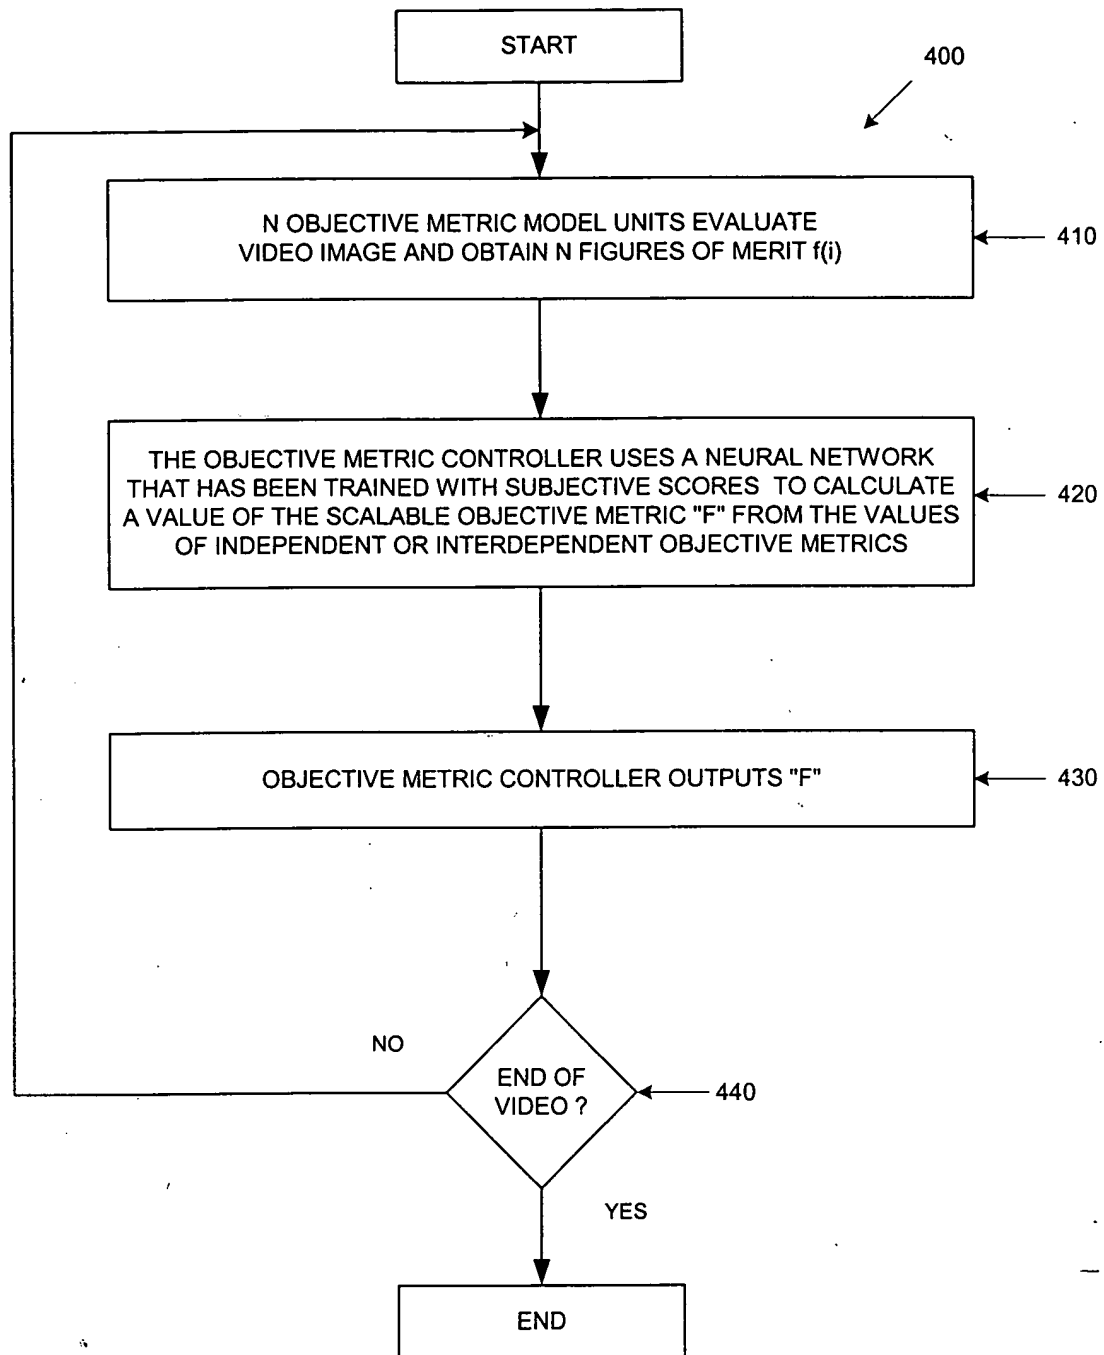 START
400
N OBJECTIVE METRIC MODEL UNITS EVALUATE
VIDEO IMAGE AND OBTAIN N FIGURES OF MERIT f(i)
410
THE OBJECTIVE METRIC CONTROLLER USES A NEURAL NETWORK
THAT HAS BEEN TRAINED WITH SUBJECTIVE SCORES TO CALCULATE
A VALUE OF THE SCALABLE OBJECTIVE METRIC "F" FROM THE VALUES
OF INDEPENDENT OR INTERDEPENDENT OBJECTIVE METRICS
420
OBJECTIVE METRIC CONTROLLER OUTPUTS "F"
430
NO
END OF
VIDEO ?
440
YES
END